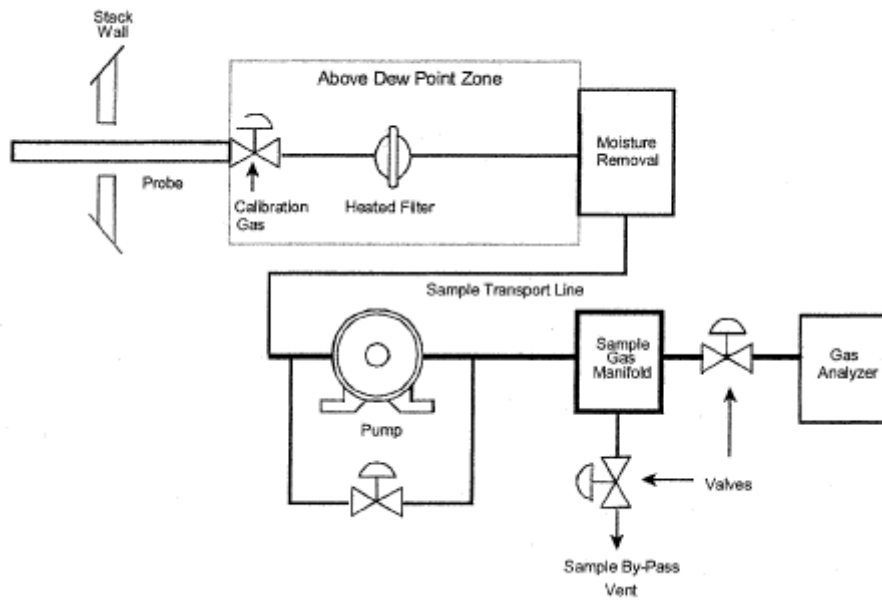 Stack
Wall
Above Dew Point Zone
Moisture
Removal
Probe
Calibration
Gas
Heated Filter
Sample Transport Line
Sample
Gas
Manifold
Gas
Analyzer
Pump
Valves
Sample By-Pass
Vent